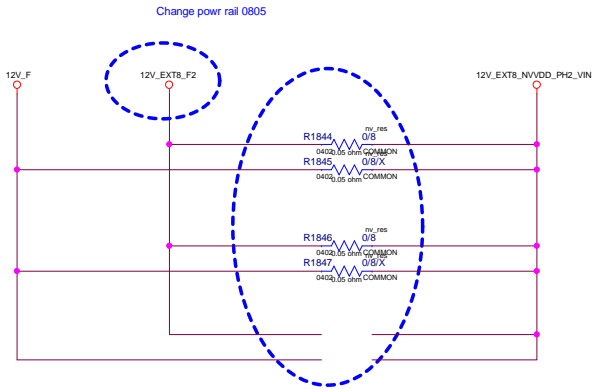 Change powr rail 0805
12V_F
12V_EXT8_F2
12V_EXT8_NVVDD_PH2_VIN
nv_res
R1844
0/8
0402
0.05 ohm
COMMON
nv_res
R1845
0/8/X
0402
0.05 ohm
COMMON
nv_res
R1846
0/8
0402
0.05 ohm
COMMON
nv_res
R1847
0/8/X
0402
0.05 ohm
COMMON